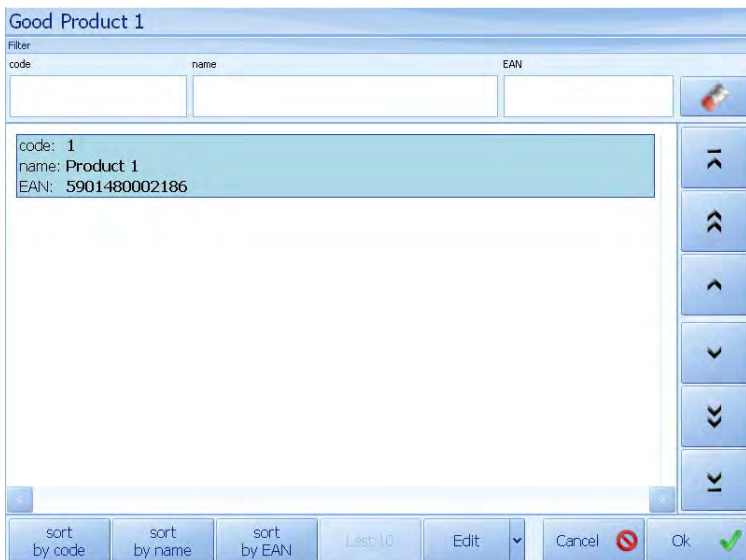 Good Product 1
Filter
code name EAN
code: 1
name: Product 1
EAN: 5901480002186
sort by code
sort by name
sort by EAN
Last 10
Edit
Cancel
Ok